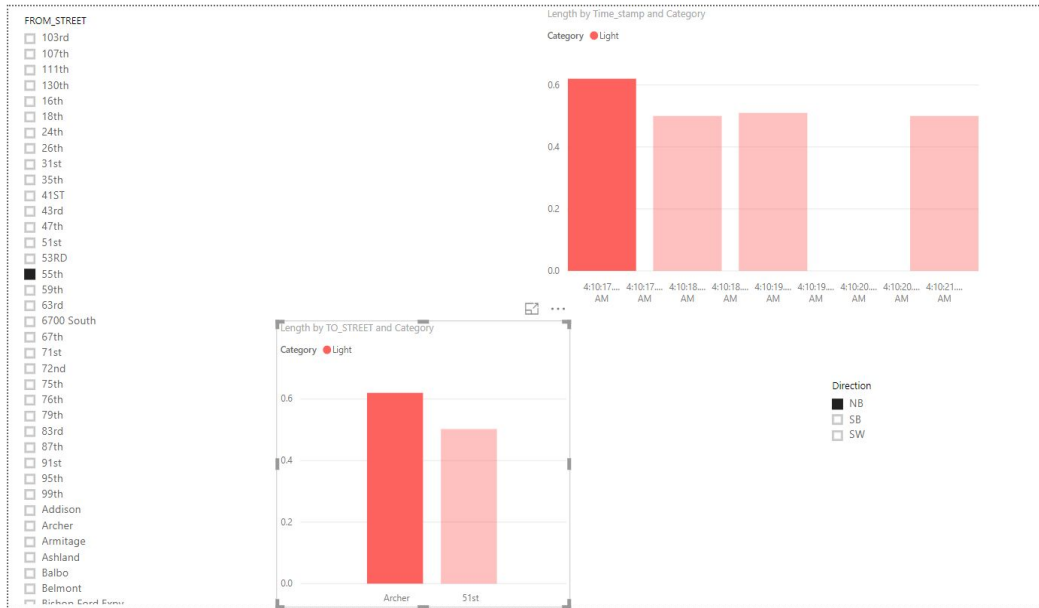 FROM_STREET
103rd
107th
111th
130th
16th
18th
24th
26th
31st
35th
41ST
43rd
47th
51st
53RD
55th
59th
63rd
6700 South
67th
71st
72nd
75th
76th
79th
83rd
87th
91st
95th
99th
Addison
Archer
Armitage
Ashland
Balbo
Belmont
Bishop Ford Expy
Length by Time_stamp and Category
Category Light
0.6
0.4
0.2
0.0
4:10:17.... 4:10:17.... 4:10:18.... 4:10:18.... 4:10:19.... 4:10:19.... 4:10:20.... 4:10:20.... 4:10:21....
AM AM AM AM AM AM AM AM AM
Length by TO_STREET and Category
Category Light
0.6
0.4
0.2
0.0
Archer 51st
Direction
NB
SB
SW